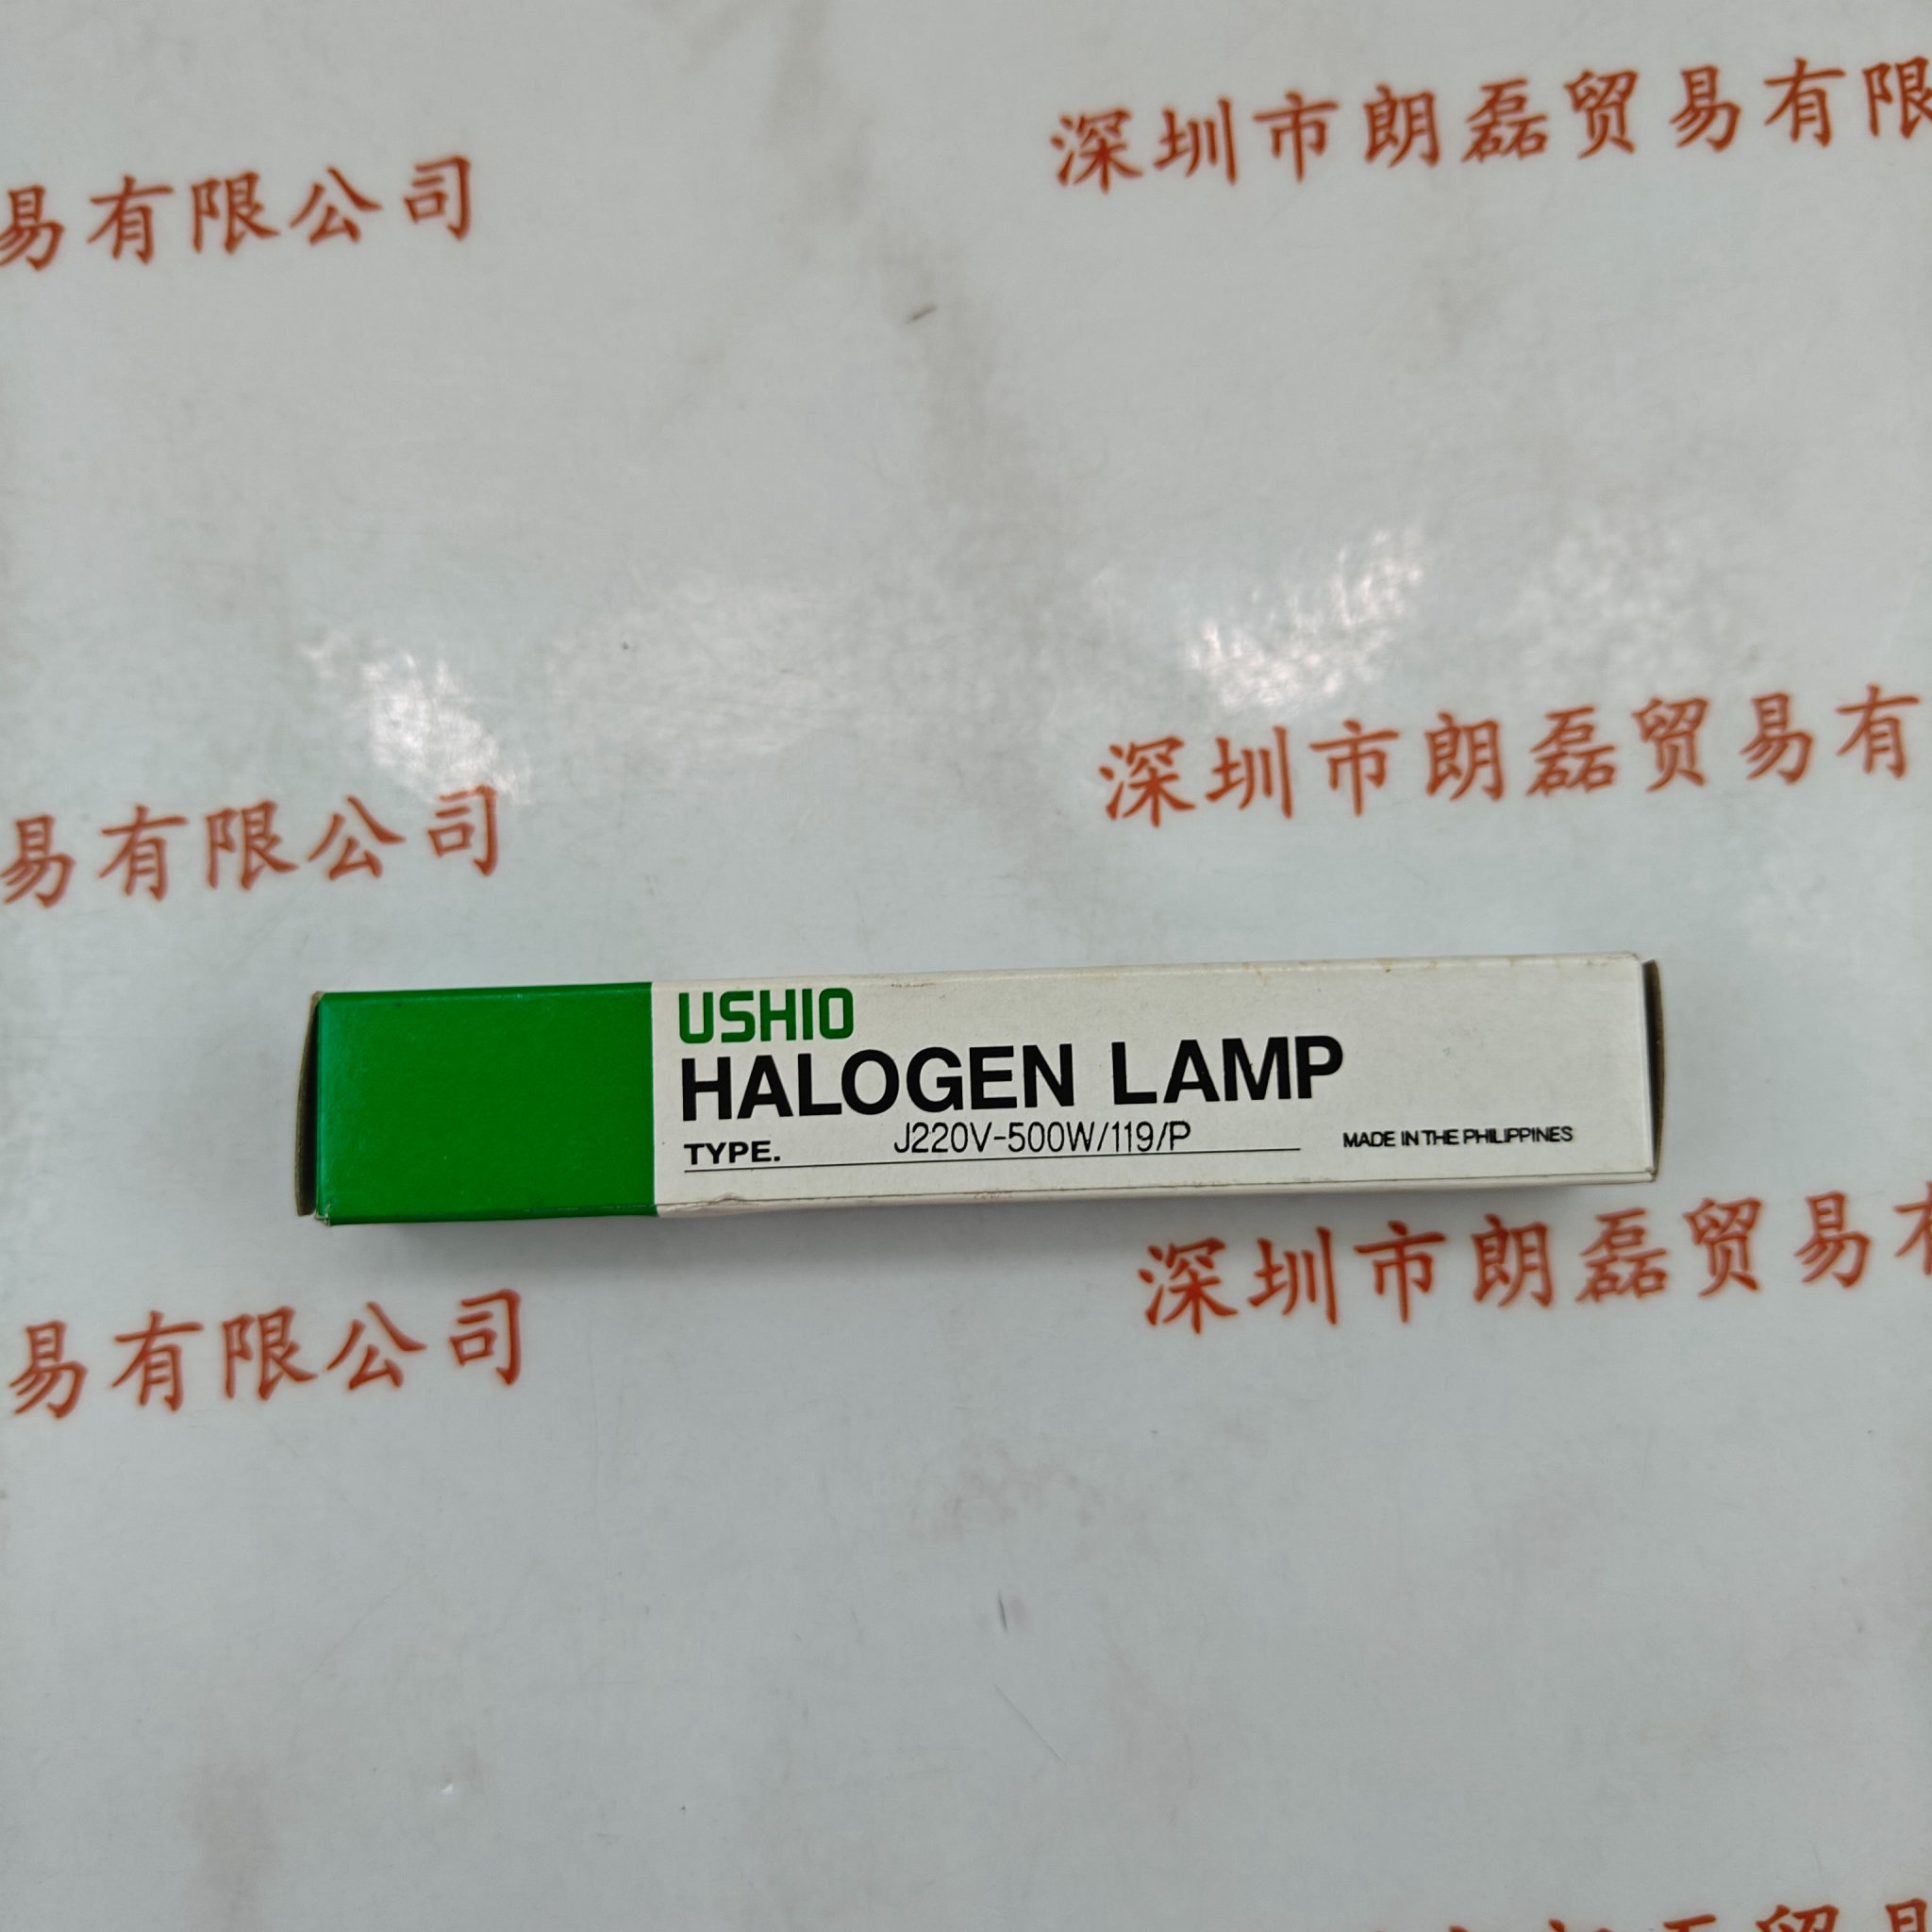 深圳市朗磊贸易有限
易有限公司
深圳市朗磊贸易有
易有限公司
USHIO
HALOGEN LAMP
TYPE. J220V-500W/119/P
MADE IN THE PHILIPPINES
深圳市朗磊贸易有
易有限公司